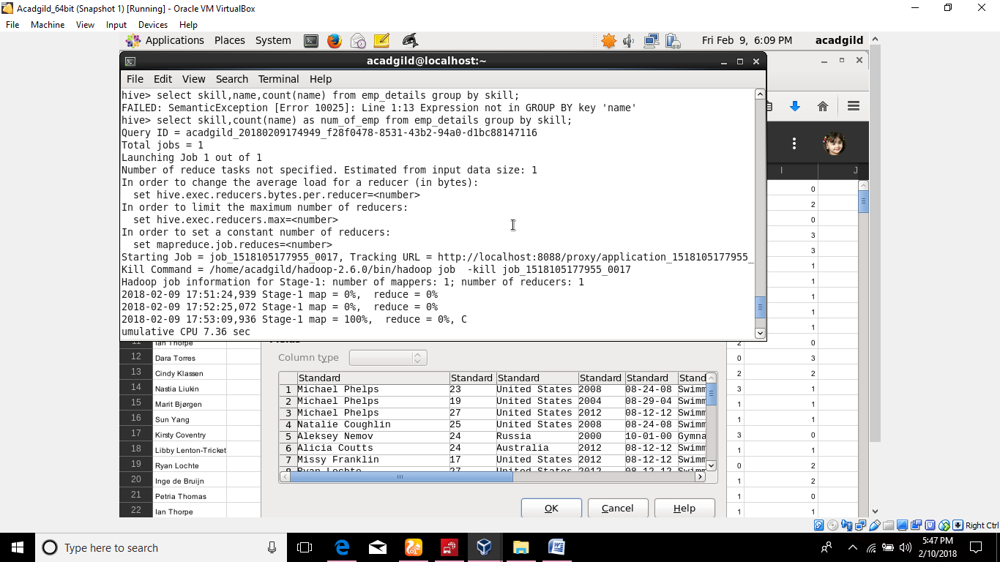 Acadgild_64bit (Snapshot 1) [Running] - Oracle VM VirtualBox
File Machine View Input Devices Help
Applications Places System Fri Feb 9, 6:09 PM acadgild
acadgild@localhost:~
File Edit View Search Terminal Help
hive> select skill,name,count(name) from emp_details group by skill;
FAILED: SemanticException [Error 10025]: Line 1:13 Expression not in GROUP BY key 'name'
hive> select skill,count(name) as num_of_emp from emp_details group by skill;
Query ID = acadgild_20180209174949_f28f0478-8531-43b2-94a0-d1bc88147116
Total jobs = 1
Launching Job 1 out of 1
Number of reduce tasks not specified. Estimated from input data size: 1
In order to change the average load for a reducer (in bytes):
set hive.exec.reducers.bytes.per.reducer=<number>
In order to limit the maximum number of reducers:
set hive.exec.reducers.max=<number>
In order to set a constant number of reducers:
set mapreduce.job.reduces=<number>
Starting Job = job_1518105177955_0017, Tracking URL = http://localhost:8088/proxy/application_1518105177955_
Kill Command = /home/acadgild/hadoop-2.6.0/bin/hadoop job -kill job_1518105177955_0017
Hadoop job information for Stage-1: number of mappers: 1; number of reducers: 1
2018-02-09 17:51:24,939 Stage-1 map = 0%, reduce = 0%
2018-02-09 17:52:25,072 Stage-1 map = 0%, reduce = 0%
2018-02-09 17:53:09,936 Stage-1 map = 100%, reduce = 0%, C
umulative CPU 7.36 sec
I J
0
2
0
3
3
1
1
1
1
1
11 Ian Thorpe 2 0
12 Dara Torres 0 3
13 Cindy Klassen 2 2
14 Nastia Liukin 3 1
15 Marit Bjørgen 1 1
16 Sun Yang 1 1
17 Kirsty Coventry 3 0
18 Libby Lenton-Tricket 1 1
19 Ryan Lochte 0 2
20 Inge de Bruijn 1 2
21 Petria Thomas 1 0
22 Ian Thorpe 1 1
Column type
Standard Standard Standard Standard Standard Stand
1 Michael Phelps 23 United States 2008 08-24-08 Swimm
2 Michael Phelps 19 United States 2004 08-29-04 Swimm
3 Michael Phelps 27 United States 2012 08-12-12 Swimm
4 Natalie Coughlin 25 United States 2008 08-24-08 Swimm
5 Aleksey Nemov 24 Russia 2000 10-01-00 Gymna
6 Alicia Coutts 24 Australia 2012 08-12-12 Swimm
7 Missy Franklin 17 United States 2012 08-12-12 Swimm
8 Ryan Lochte 27 United States 2012 08-12-12 Swimm
OK Cancel Help
Right Ctrl
Type here to search
5:47 PM
2/10/2018